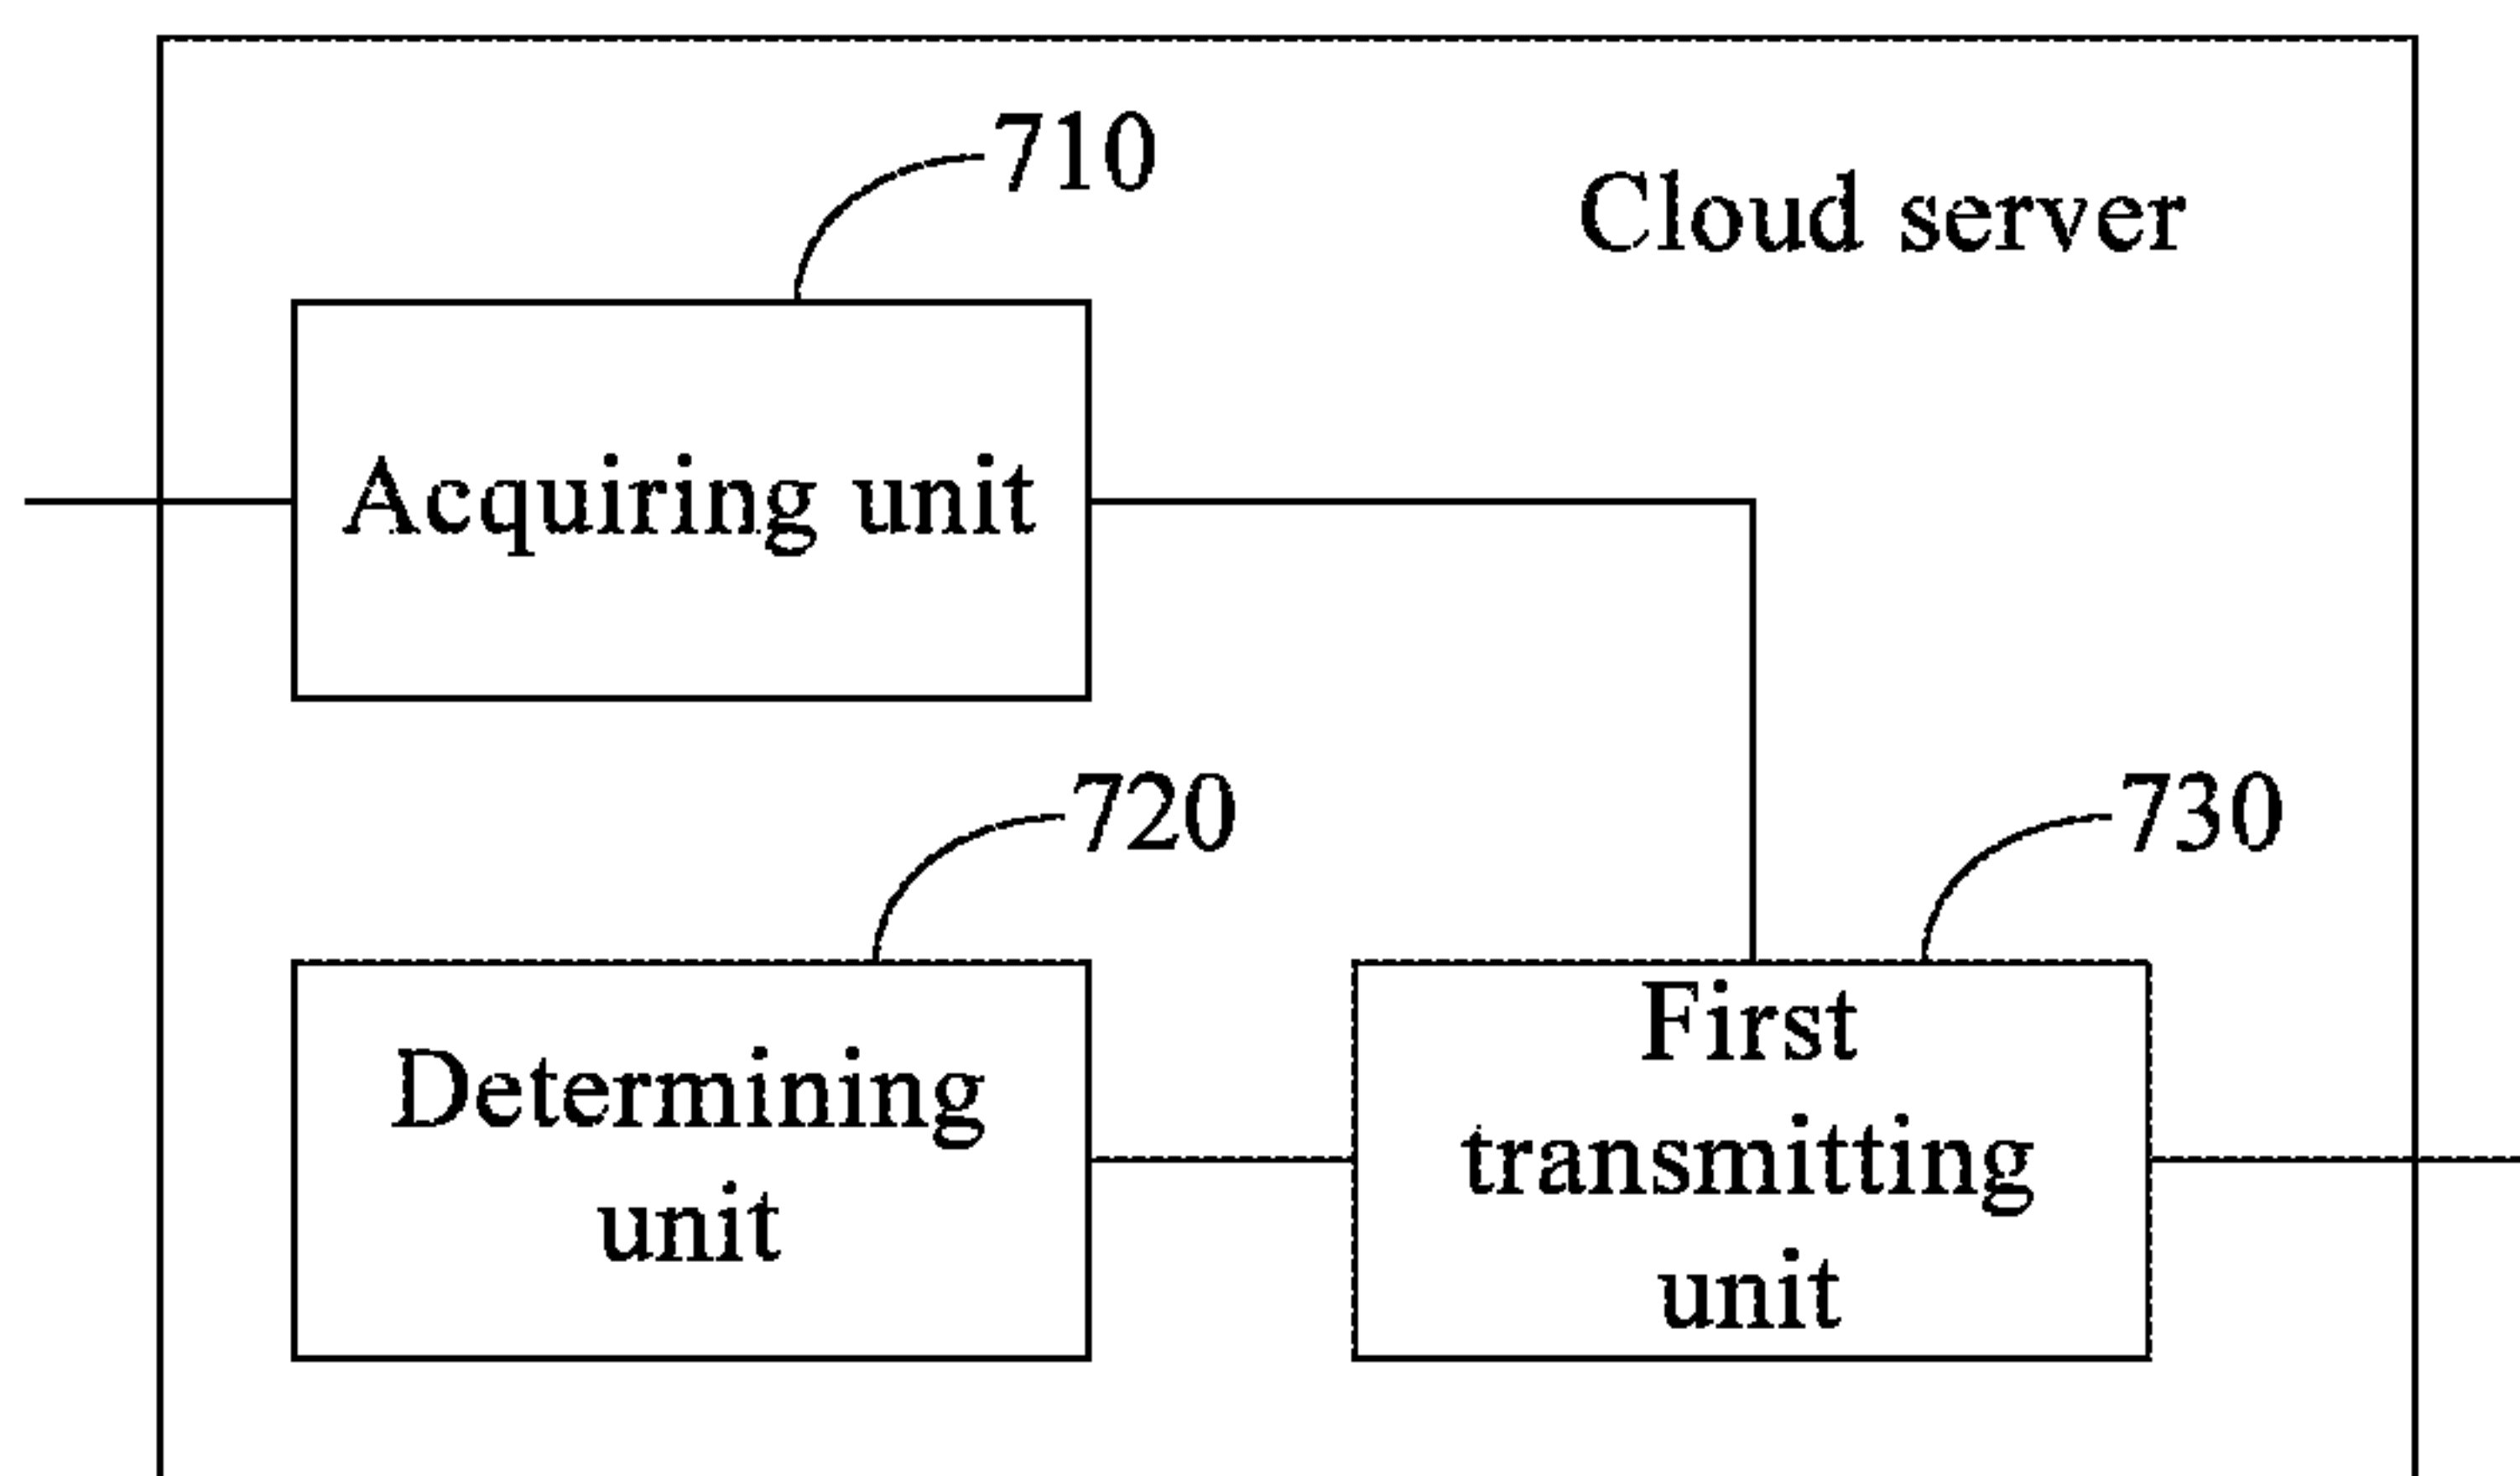 710
Cloud server
Acquiring unit
720
730
Determining
unit
First
transmitting
unit